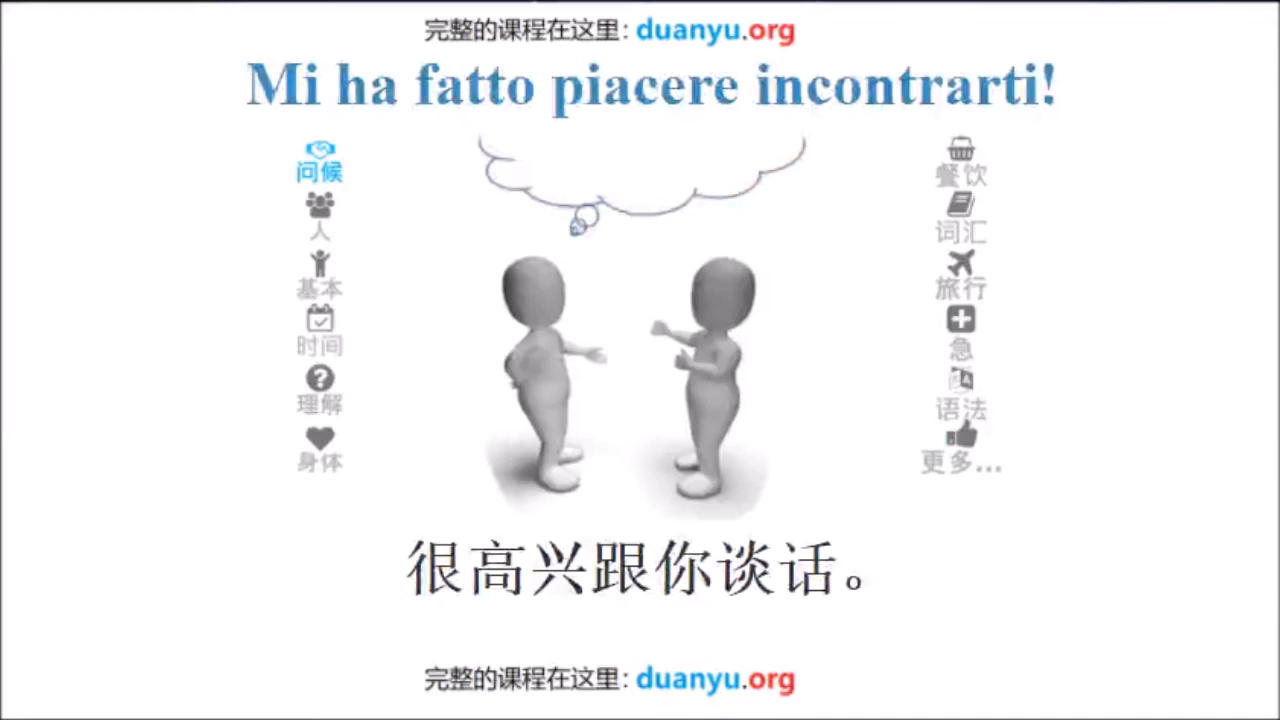 完整的课程在这里: duanyu.org
Mi ha fatto piacere incontrarti!
问候
人
基本
时间
理解
身体
餐饮
词汇
旅行
急
语法
更多...
很高兴跟你谈话。
完整的课程在这里: duanyu.org